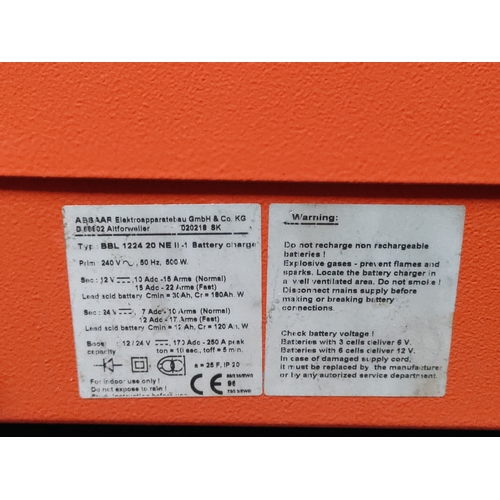 ABSAAR Elektroapparatebau GmbH & Co. KG
D 66802 Altforweiler 020218 SK
Typ: BBL 1224 20 NE II-1 Battery charge
Prim 240 V ~, 50 Hz, 500 W.
Sec : 12 V 10 Adc -15 Arms (Normal)
15 Adc - 22 Arms (Fast)
Lead acid battery Cmin = 30Ah, Cr = 180Ah. W
Sec : 24 V 7 Adc - 10 Arms (Normal)
12 Adc - 17 Arms (Fast)
Lead acid battery Cmin = Ah, Cr = 120 Ah. W
Boost : 12/24 V 170 Adc - 250 A peak
capacity ton = 10 sec, toff = 5 min.
s = 25 F, IP 20
For indoor use only !
Do not expose to rain !
instruction before
CE 96
Warning:
Do not recharge non rechargeable
batteries !
Explosive gases - prevent flames and
sparks. Locate the battery charger in
a well ventilated area. Do not smoke !
Disconnect mains supply before
making or breaking battery
connections.
Check battery voltage !
Batteries with 3 cells deliver 6 V.
Batteries with 6 cells deliver 12 V.
In case of damaged supply cord,
it must be replaced by the manufacturer
or by any autorized service department.